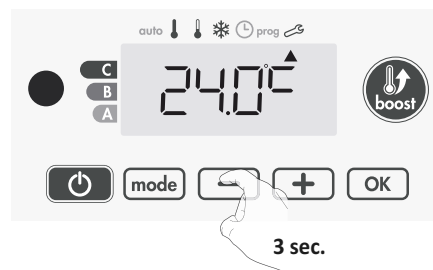 auto prog
C
B
A
24.0°c
boost
mode - + OK
3 sec.